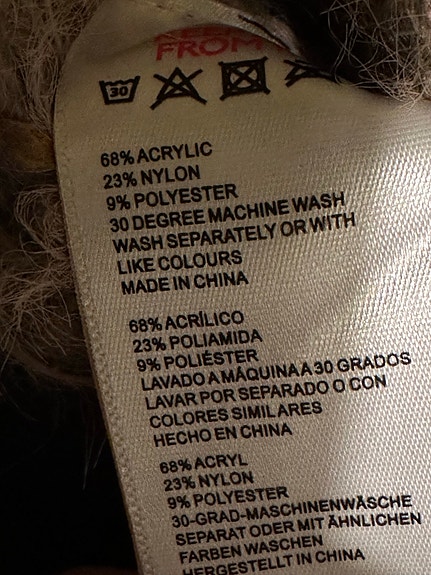 FROM
30
68% ACRYLIC
23% NYLON
9% POLYESTER
30 DEGREE MACHINE WASH
WASH SEPARATELY OR WITH
LIKE COLOURS
MADE IN CHINA
68% ACRÍLICO
23% POLIAMIDA
9% POLIÉSTER
LAVADO A MÁQUINA A 30 GRADOS
LAVAR POR SEPARADO O CON
COLORES SIMILARES
HECHO EN CHINA
68% ACRYL
23% NYLON
9% POLYESTER
30-GRAD-MASCHINENWÄSCHE
SEPARAT ODER MIT ÄHNLICHEN
FARBEN WASCHEN
HERGESTELLT IN CHINA